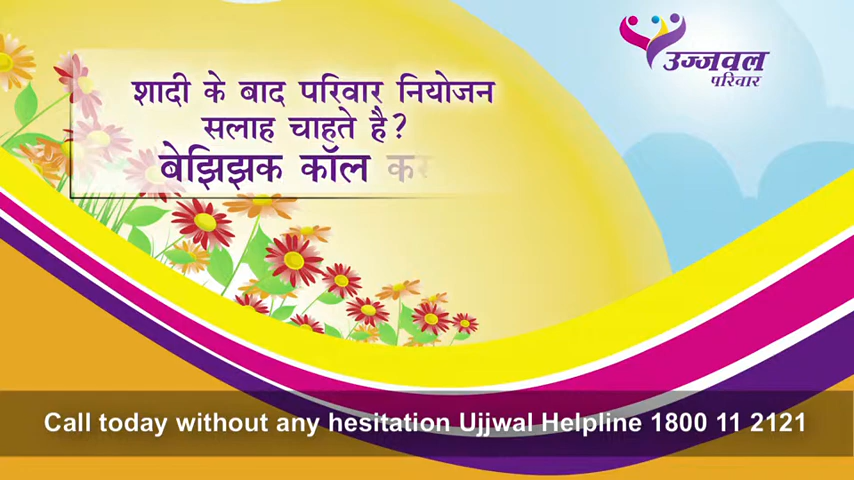 उज्जवल
परिवार
शादी के बाद परिवार नियोजन
सलाह चाहते है?
बेझिझक कॉल
Call today without any hesitation Ujjwal Helpline 1800 11 2121